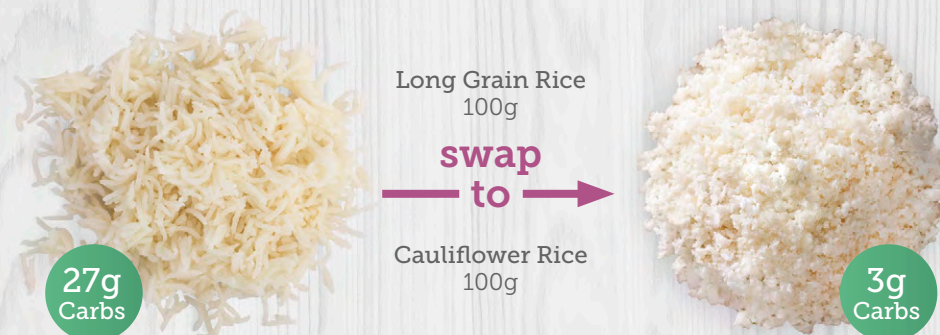 Long Grain Rice
100g
swap
to
Cauliflower Rice
100g
27g
Carbs
3g
Carbs